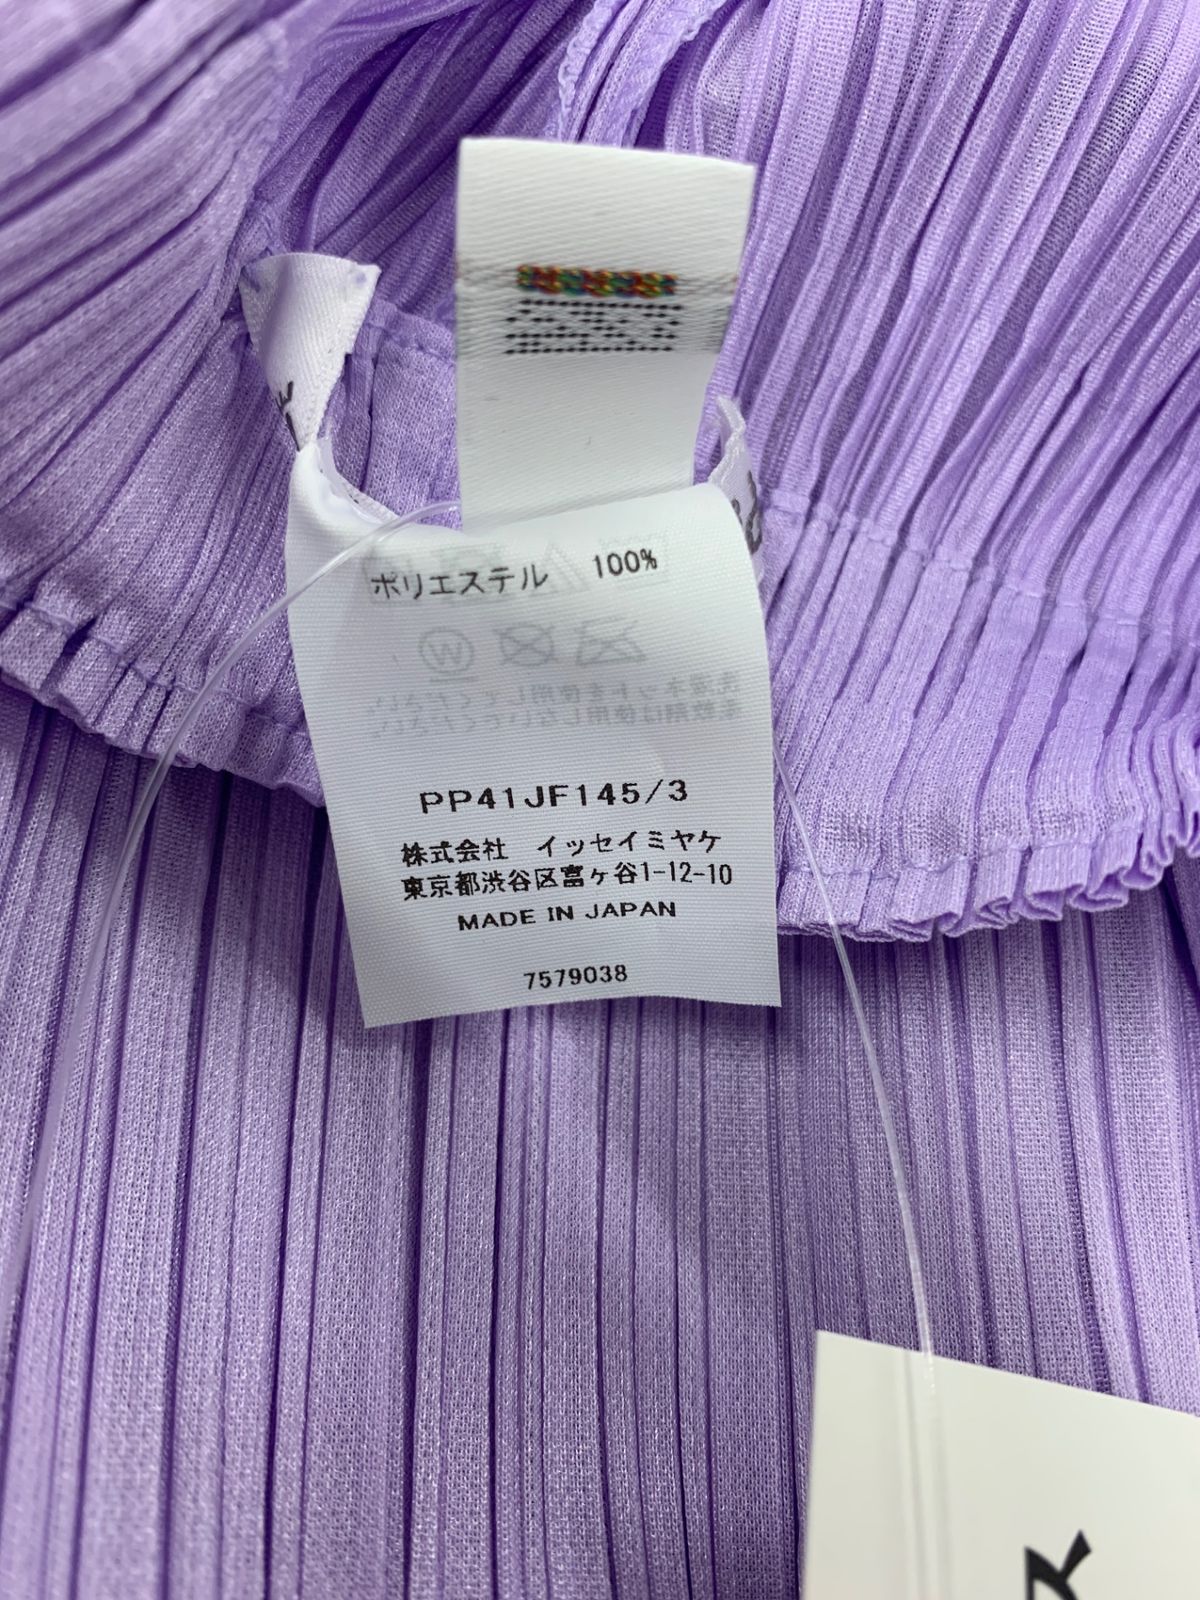 ポリエステル 100%
PP41JF145/3
株式会社 イッセイミヤケ
東京都渋谷区富ヶ谷1-12-10
MADE IN JAPAN
7579038